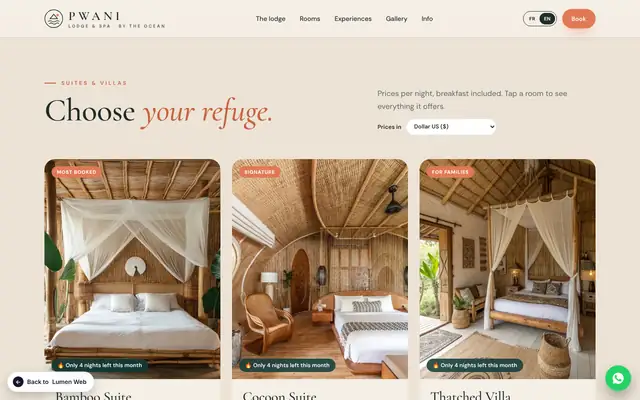 PWANI
LODGE & SPA BY THE OCEAN
The lodge
Rooms
Experiences
Gallery
Info
FR
EN
Book
SUITES & VILLAS
Choose your refuge.
Prices per night, breakfast included. Tap a room to see
everything it offers.
Prices in
Dollar US ($)
MOST BOOKED
SIGNATURE
FOR FAMILIES
🔥 Only 4 nights left this month
🔥 Only 4 nights left this month
🔥 Only 4 nights left this month
Bamboo Suite
Cocoon Suite
Thatched Villa
Back to Lumen Web